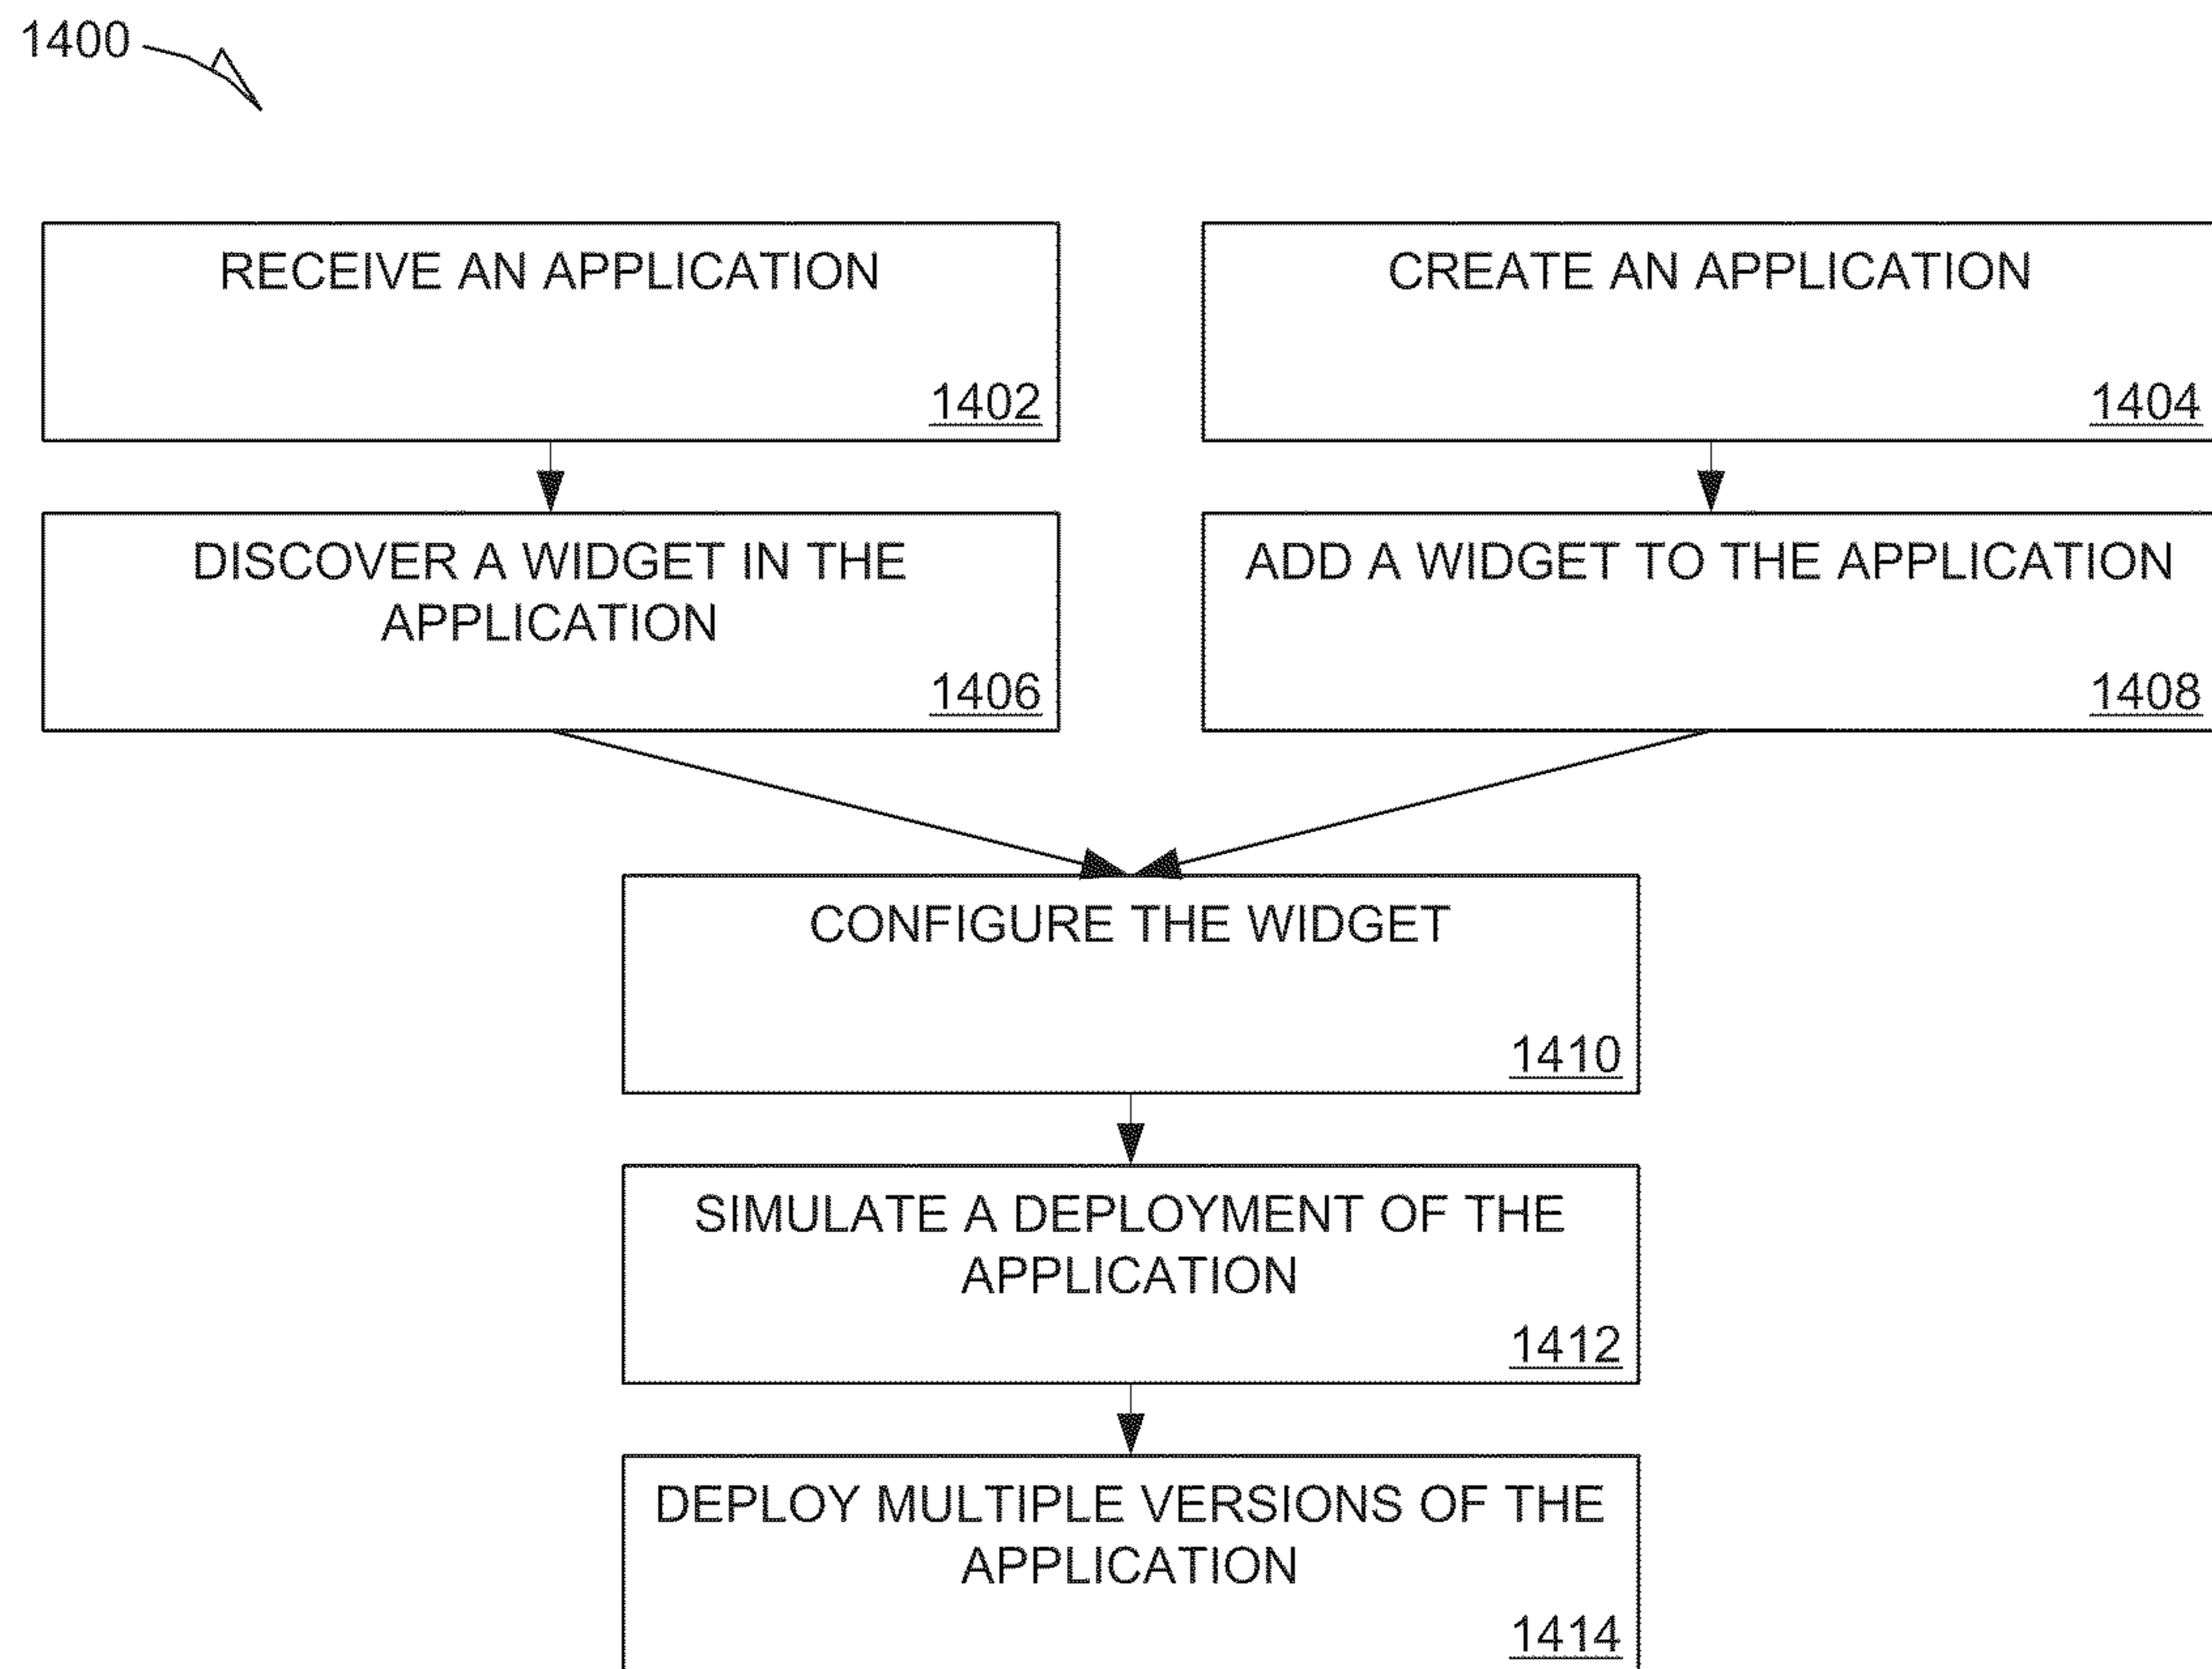 1400
RECEIVE AN APPLICATION
1402
CREATE AN APPLICATION
1404
DISCOVER A WIDGET IN THE
APPLICATION
1406
ADD A WIDGET TO THE APPLICATION
1408
CONFIGURE THE WIDGET
1410
SIMULATE A DEPLOYMENT OF THE
APPLICATION
1412
DEPLOY MULTIPLE VERSIONS OF THE
APPLICATION
1414